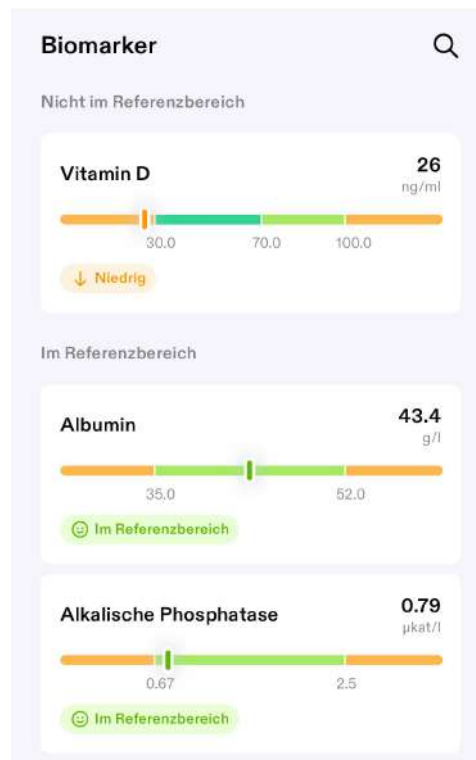 Biomarker
Nicht im Referenzbereich
Vitamin D
26
ng/ml
30.0 70.0 100.0
↓ Niedrig
Im Referenzbereich
Albumin
43.4
g/l
35.0 52.0
Im Referenzbereich
Alkalische Phosphatase
0.79
µkat/l
0.67 2.5
Im Referenzbereich